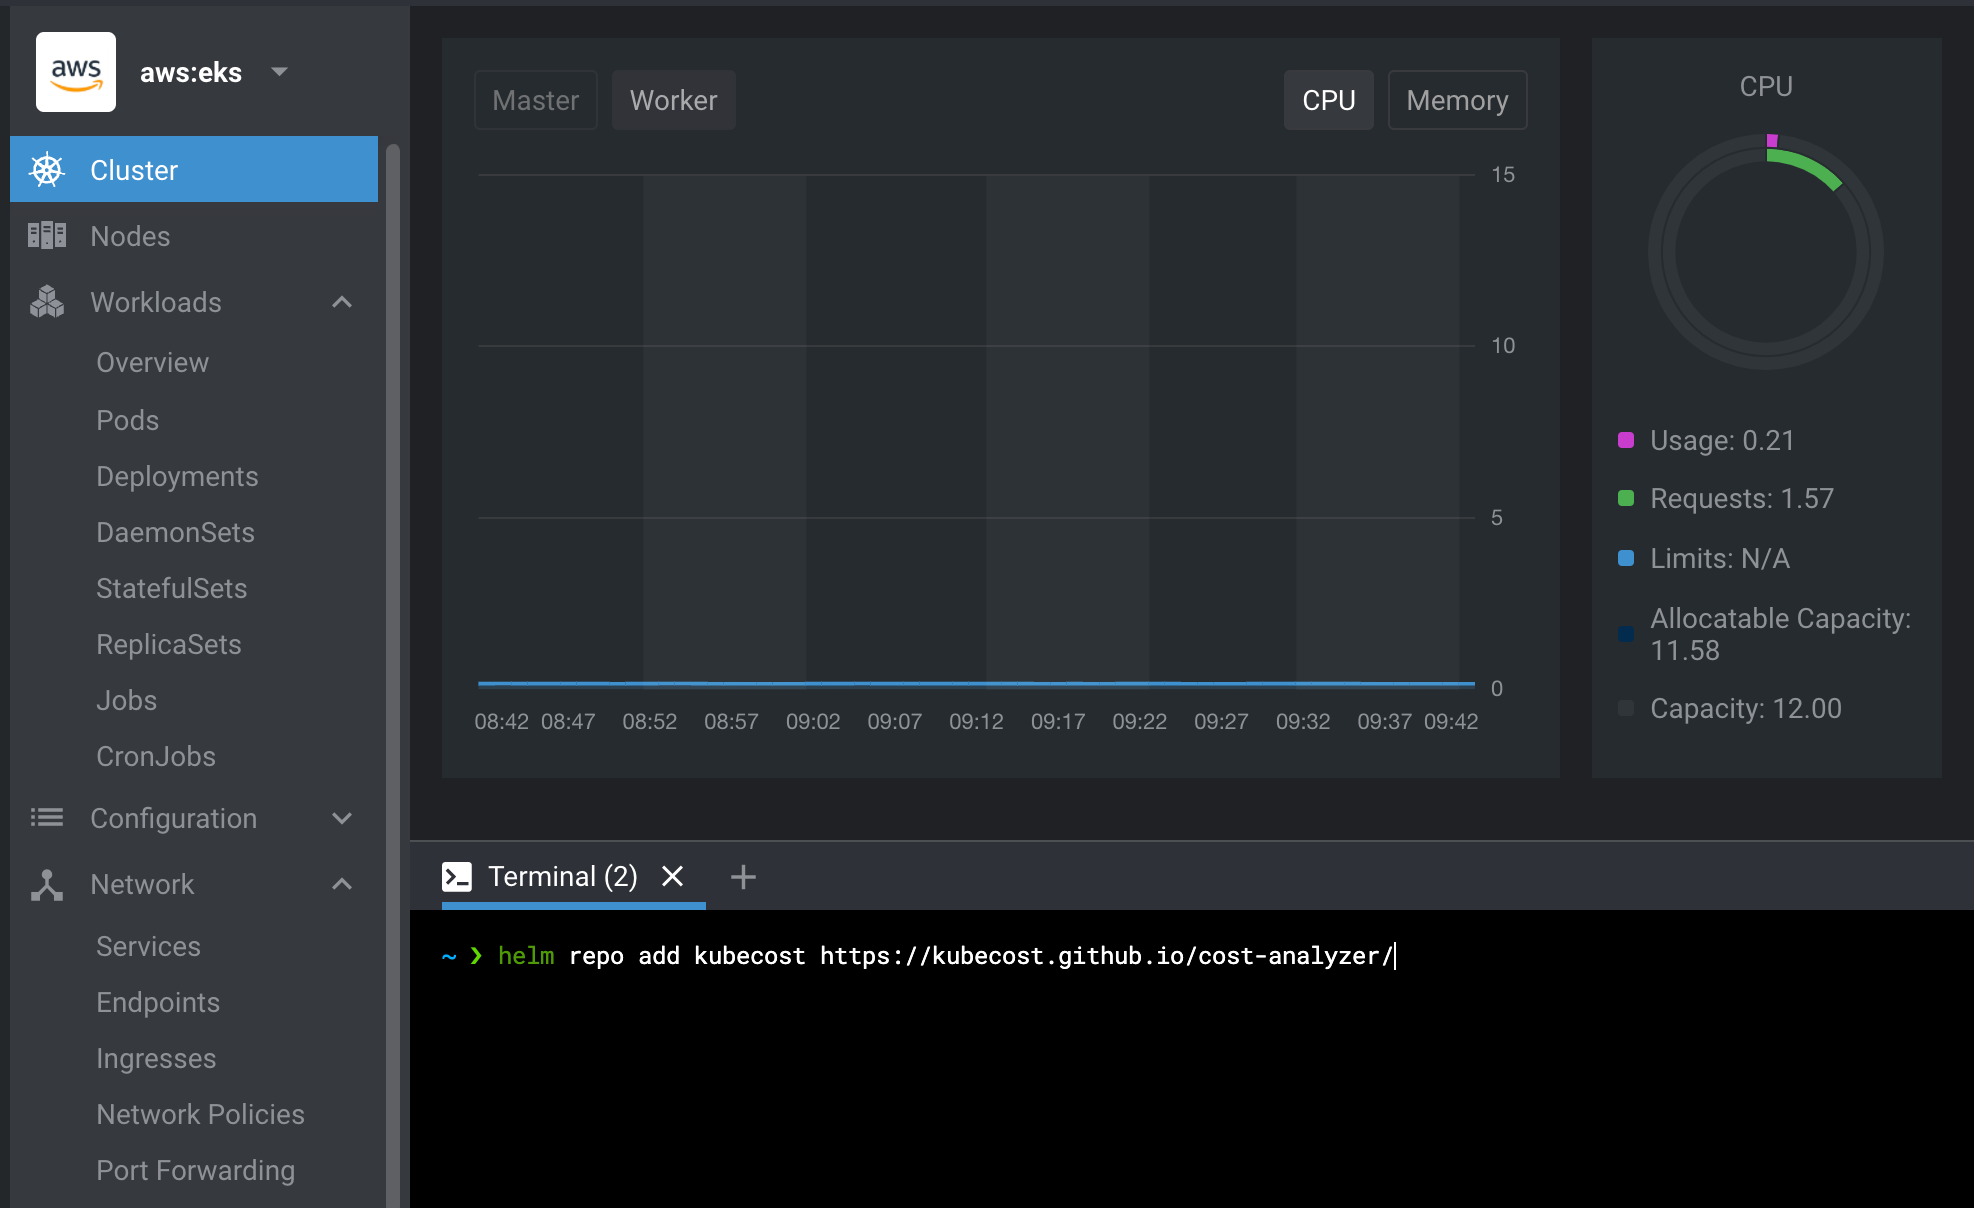 aws
aws:eks
Cluster
Nodes
Workloads
Overview
Pods
Deployments
DaemonSets
StatefulSets
ReplicaSets
Jobs
CronJobs
Configuration
Network
Services
Endpoints
Ingresses
Network Policies
Port Forwarding
Master
Worker
CPU
Memory
15
10
5
0
08:42 08:47 08:52 08:57 09:02 09:07 09:12 09:17 09:22 09:27 09:32 09:37 09:42
CPU
Usage: 0.21
Requests: 1.57
Limits: N/A
Allocatable Capacity:
11.58
Capacity: 12.00
Terminal (2)
~ ❯ helm repo add kubecost https://kubecost.github.io/cost-analyzer/